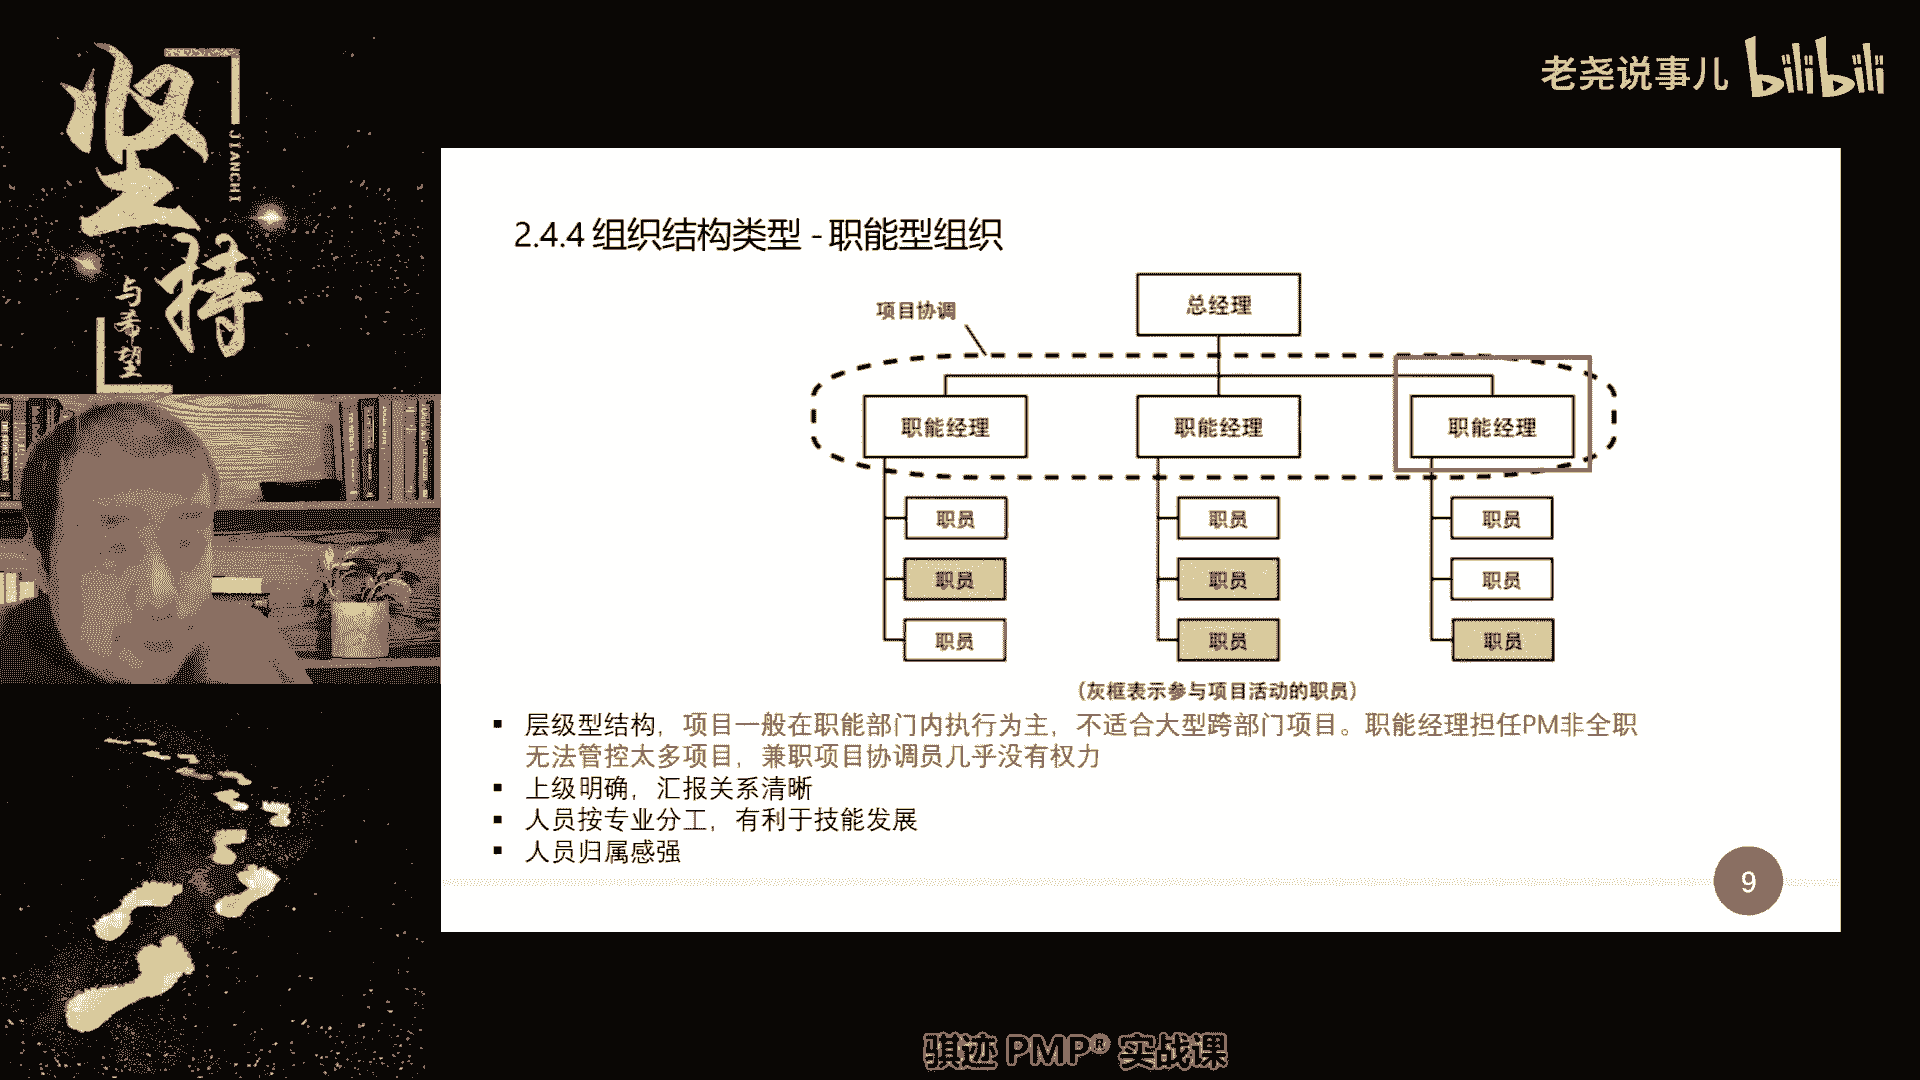 坚持
JIANCHI
与希望
老尧说事儿 bilibili
2.4.4 组织结构类型 - 职能型组织
总经理
项目协调
职能经理 职能经理 职能经理
职员 职员 职员
职员 职员 职员
职员 职员 职员
（灰框表示参与项目活动的职员）
▪ 层级型结构，项目一般在职能部门内执行为主，不适合大型跨部门项目。职能经理担任PM非全职
无法管控太多项目，兼职项目协调员几乎没有权力
▪ 上级明确，汇报关系清晰
▪ 人员按专业分工，有利于技能发展
▪ 人员归属感强
9
骐迹 PMP® 实战课